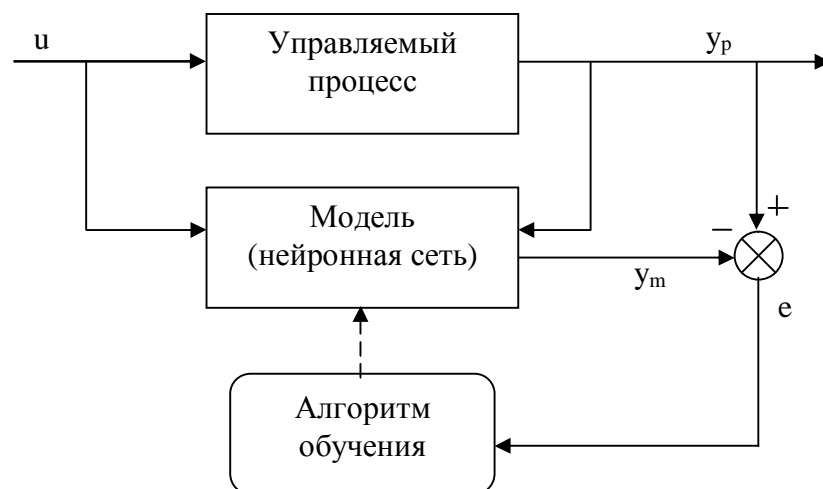 u
Управляемый
процесс
yp
Модель
(нейронная сеть)
–
+
ym
e
Алгоритм
обучения